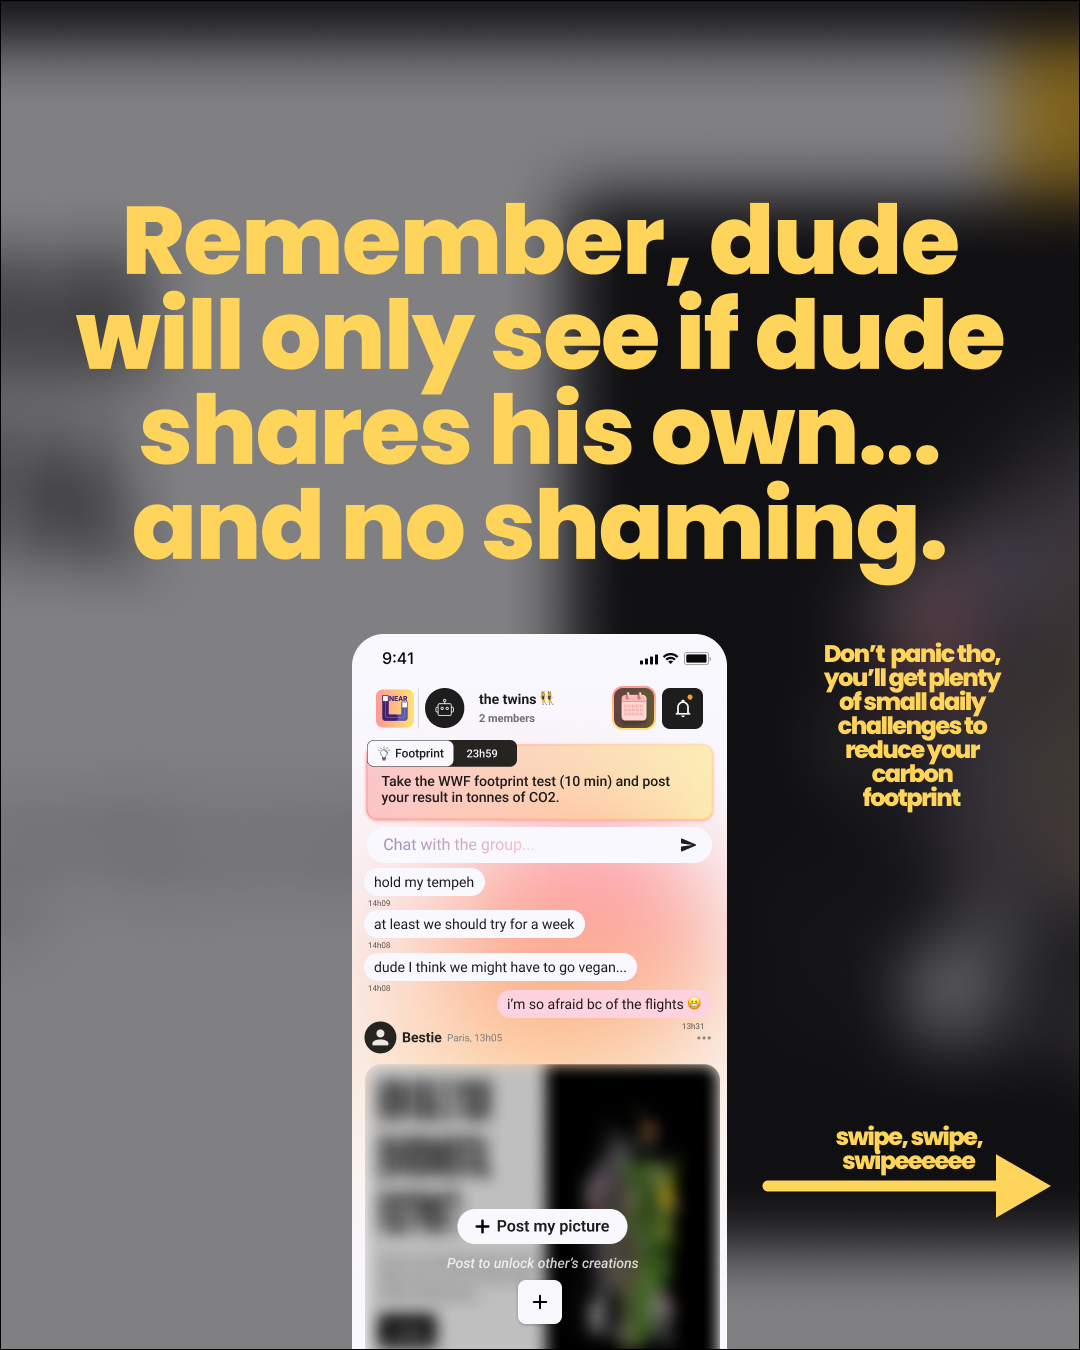 Remember, dude
will only see if dude
shares his own...
and no shaming.
Don't panic tho,
you'll get plenty
of small daily
challenges to
reduce your
carbon
footprint
9:41
NEAR
the twins 👯
2 members
Footprint 23h59
Take the WWF footprint test (10 min) and post
your result in tonnes of CO2.
Chat with the group...
hold my tempeh
14h09
at least we should try for a week
14h08
dude I think we might have to go vegan...
14h08
i'm so afraid bc of the flights 😁
13h31
Bestie Paris, 13h05
swipe, swipe,
swipeeeeee
+ Post my picture
Post to unlock other's creations
+